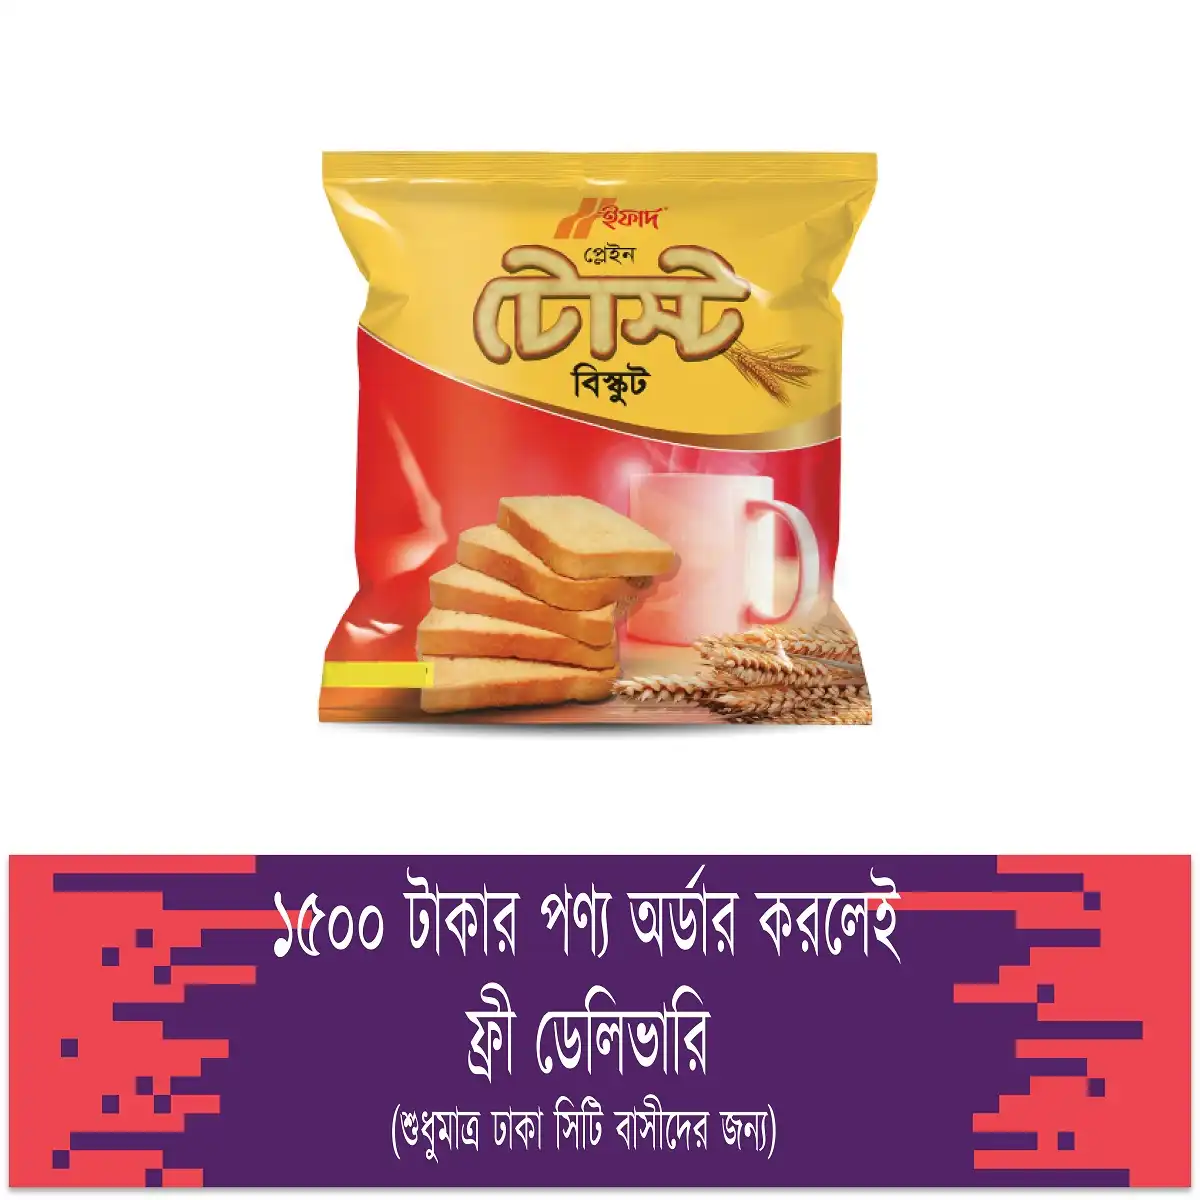 ইফাদ
প্লেইন
টোস্ট
বিস্কুট
১৫০০ টাকার পণ্য অর্ডার করলেই
ফ্রী ডেলিভারি
(শুধুমাত্র ঢাকা সিটি বাসীদের জন্য)